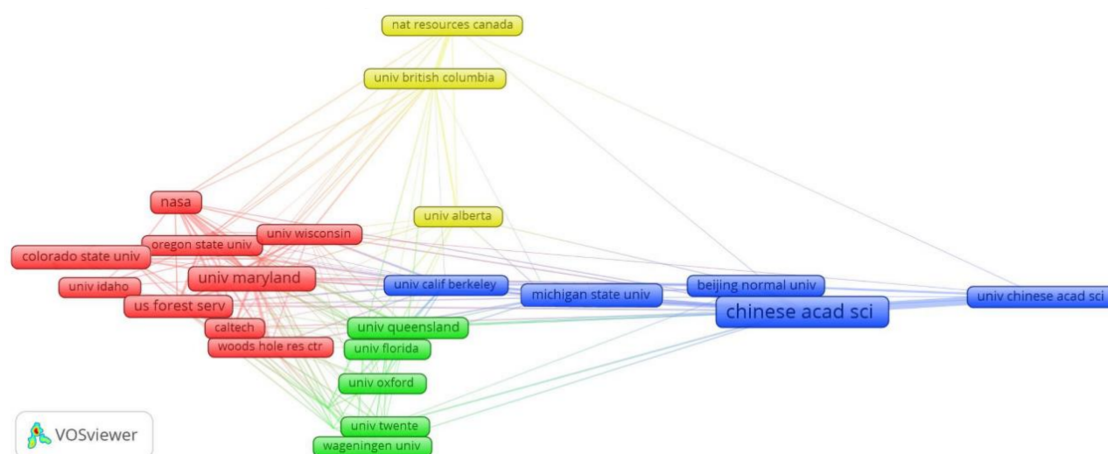 nat resources canada
univ british columbia
nasa
univ alberta
univ wisconsin
oregon state univ
colorado state univ
univ maryland
univ idaho
univ calif berkeley
beijing normal univ
michigan state univ
univ chinese acad sci
us forest serv
chinese acad sci
caltech
univ queensland
woods hole res ctr
univ florida
univ oxford
univ twente
VOSviewer
wageningen univ